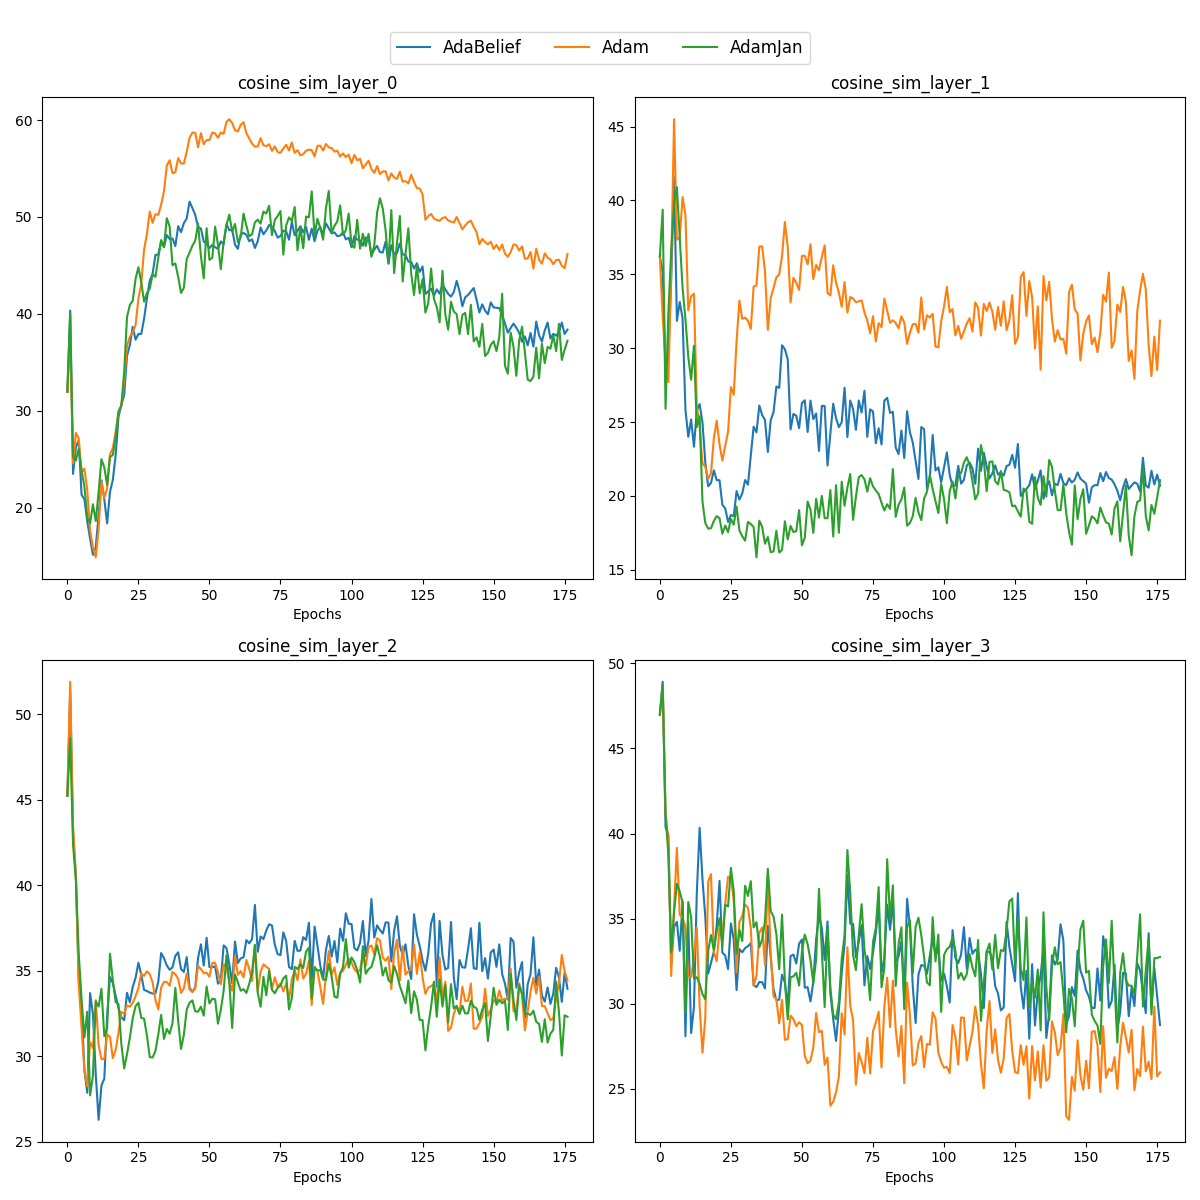 AdaBelief Adam AdamJan
cosine_sim_layer_0
60
50
40
30
20
0 25 50 75 100 125 150 175
Epochs
cosine_sim_layer_1
45
40
35
30
25
20
15
0 25 50 75 100 125 150 175
Epochs
cosine_sim_layer_2
50
45
40
35
30
25
0 25 50 75 100 125 150 175
Epochs
cosine_sim_layer_3
50
45
40
35
30
25
0 25 50 75 100 125 150 175
Epochs